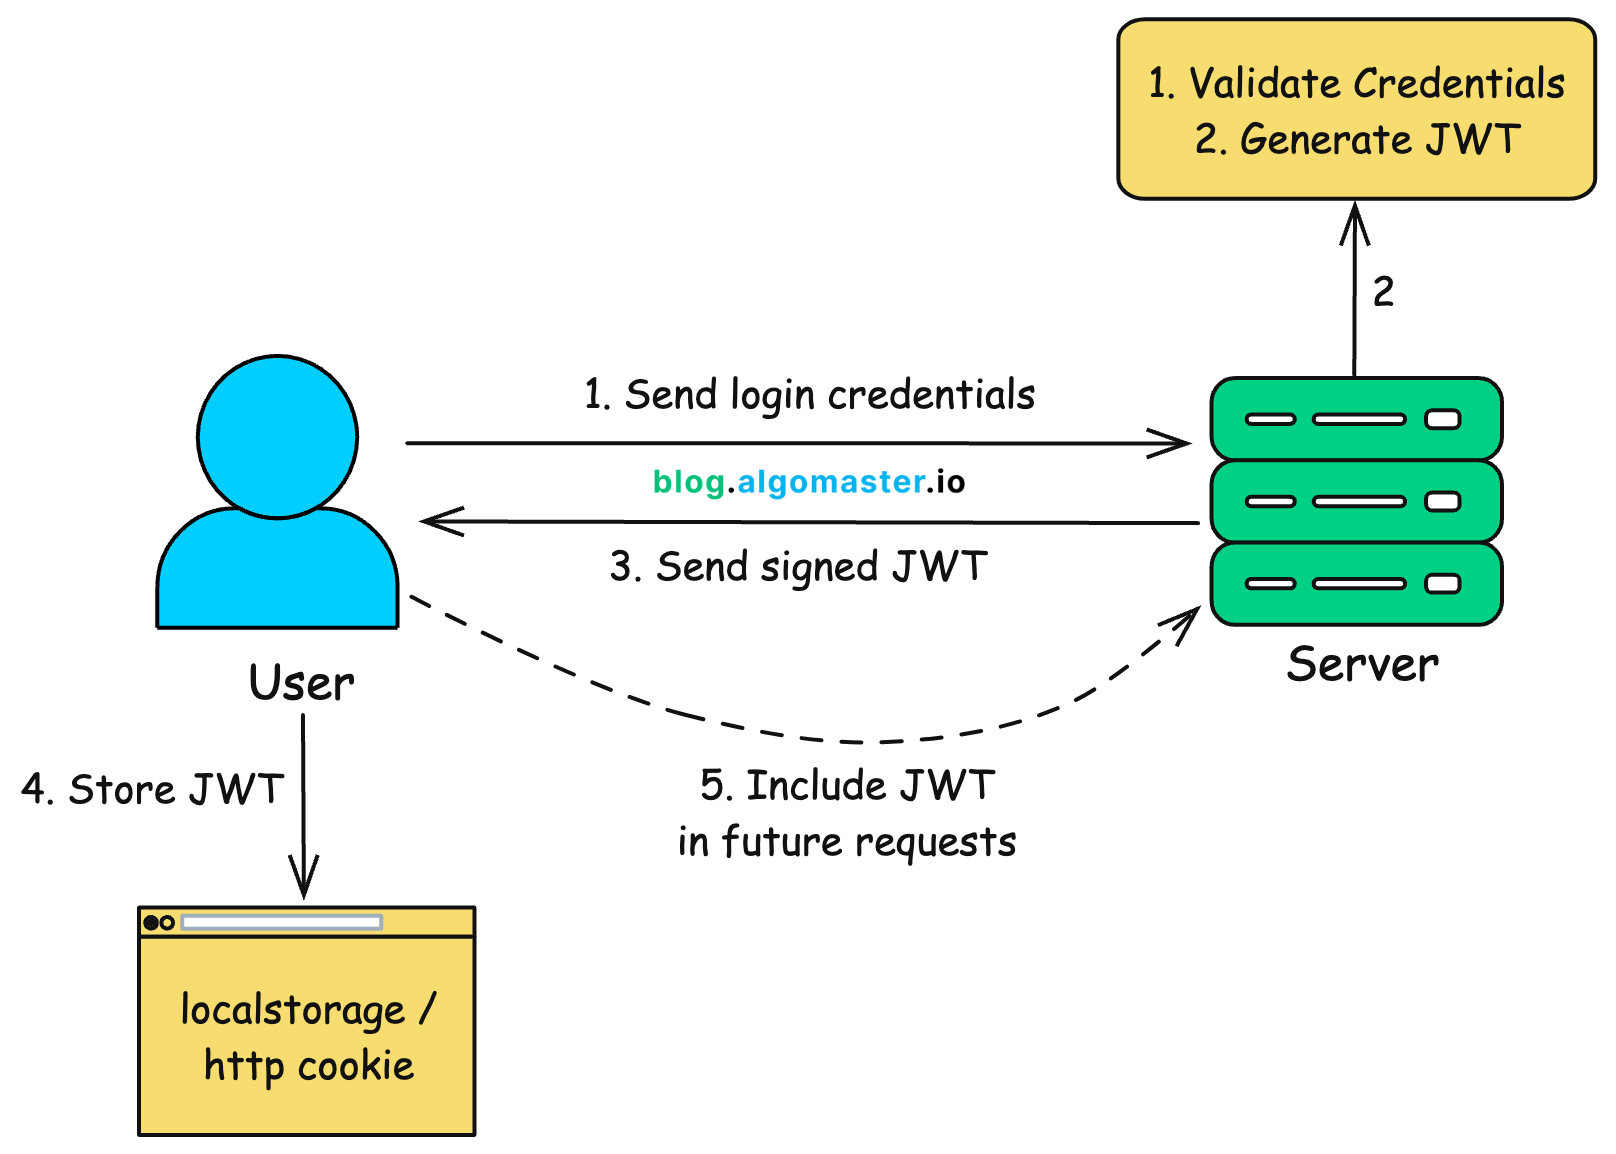 1. Validate Credentials
2. Generate JWT
2
1. Send login credentials
blog.algomaster.io
3. Send signed JWT
User
Server
4. Store JWT
5. Include JWT
in future requests
localstorage /
http cookie